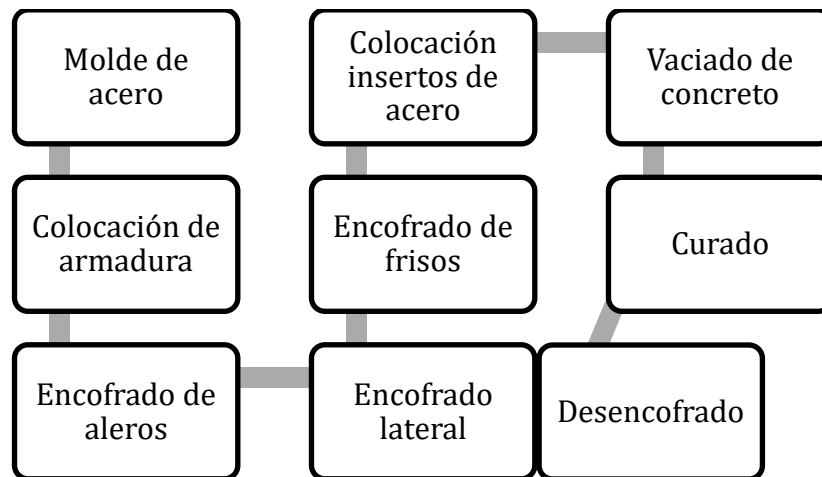 Molde de
acero
Colocación de
armadura
Encofrado de
aleros
Encofrado
lateral
Encofrado de
frisos
Colocación
insertos de
acero
Vaciado de
concreto
Curado
Desencofrado